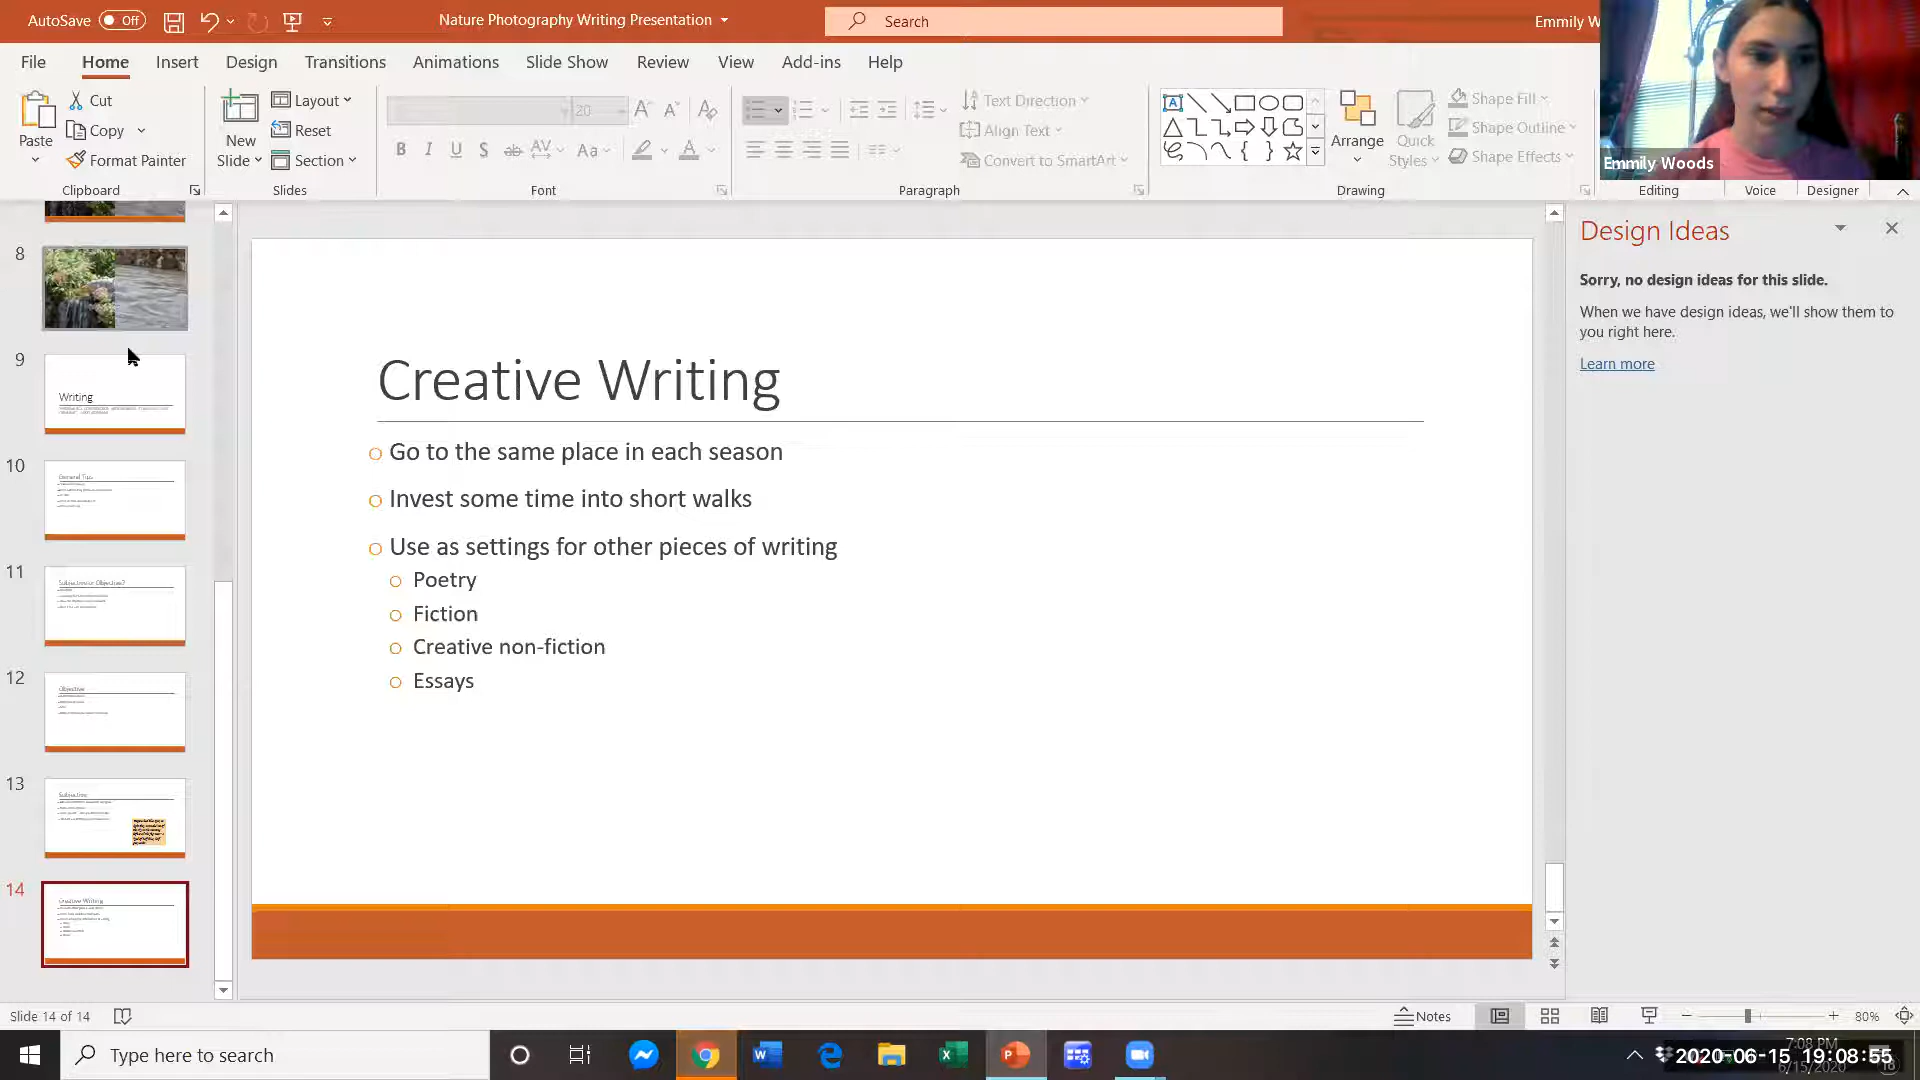 AutoSave Off
Nature Photography Writing Presentation
Search
Emmily W
File Home Insert Design Transitions Animations Slide Show Review View Add-ins Help
Paste
Cut
Copy
Format Painter
Clipboard
New Slide
Layout
Reset
Section
Slides
20
Font
Text Direction
Align Text
Convert to SmartArt
Paragraph
Arrange
Quick Styles
Shape Fill
Shape Outline
Shape Effects
Drawing
Emmily Woods
Editing
Voice
Designer
8
9
Writing
10
General Tips
11
Subjective or Objective?
12
Objective
13
Subjective
14
Creative Writing
Creative Writing
Go to the same place in each season
Invest some time into short walks
Use as settings for other pieces of writing
Poetry
Fiction
Creative non-fiction
Essays
Design Ideas
Sorry, no design ideas for this slide.
When we have design ideas, we'll show them to
you right here.
Learn more
Slide 14 of 14
Notes
80%
Type here to search
7:08 PM
6/15/2020
2020-06-15 19:08:55